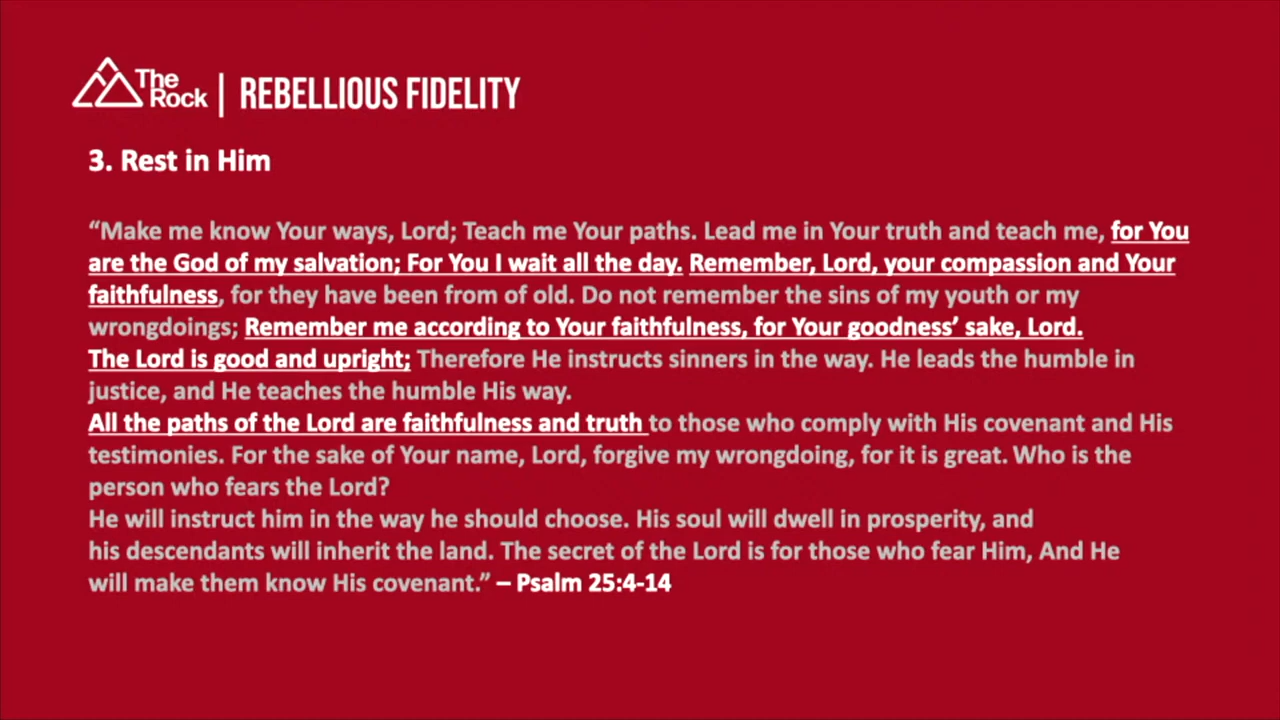 The
Rock | REBELLIOUS FIDELITY
3. Rest in Him
“Make me know Your ways, Lord; Teach me Your paths. Lead me in Your truth and teach me, for You
are the God of my salvation; For You I wait all the day. Remember, Lord, your compassion and Your
faithfulness, for they have been from of old. Do not remember the sins of my youth or my
wrongdoings; Remember me according to Your faithfulness, for Your goodness’ sake, Lord.
The Lord is good and upright; Therefore He instructs sinners in the way. He leads the humble in
justice, and He teaches the humble His way.
All the paths of the Lord are faithfulness and truth to those who comply with His covenant and His
testimonies. For the sake of Your name, Lord, forgive my wrongdoing, for it is great. Who is the
person who fears the Lord?
He will instruct him in the way he should choose. His soul will dwell in prosperity, and
his descendants will inherit the land. The secret of the Lord is for those who fear Him, And He
will make them know His covenant.” – Psalm 25:4-14